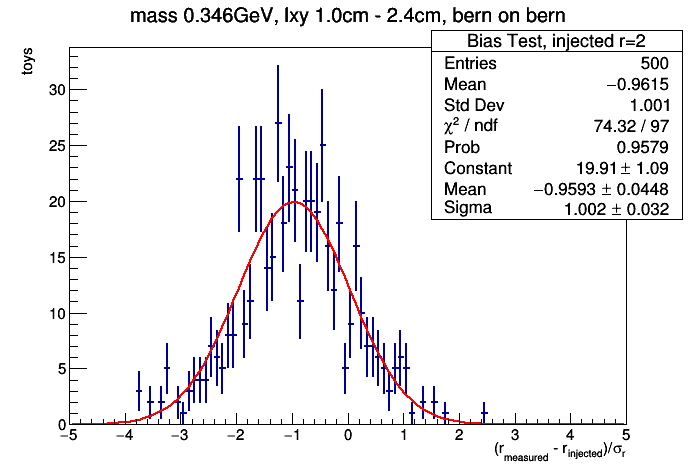 mass 0.346GeV, lxy 1.0cm - 2.4cm, bern on bern
toys
Bias Test, injected r=2
Entries 500
Mean −0.9615
Std Dev 1.001
χ² / ndf 74.32 / 97
Prob 0.9579
Constant 19.91 ± 1.09
Mean −0.9593 ± 0.0448
Sigma 1.002 ± 0.032
30
25
20
15
10
5
0
−5 −4 −3 −2 −1 0 1 2 3 4 5
(r_measured - r_injected)/σ_r